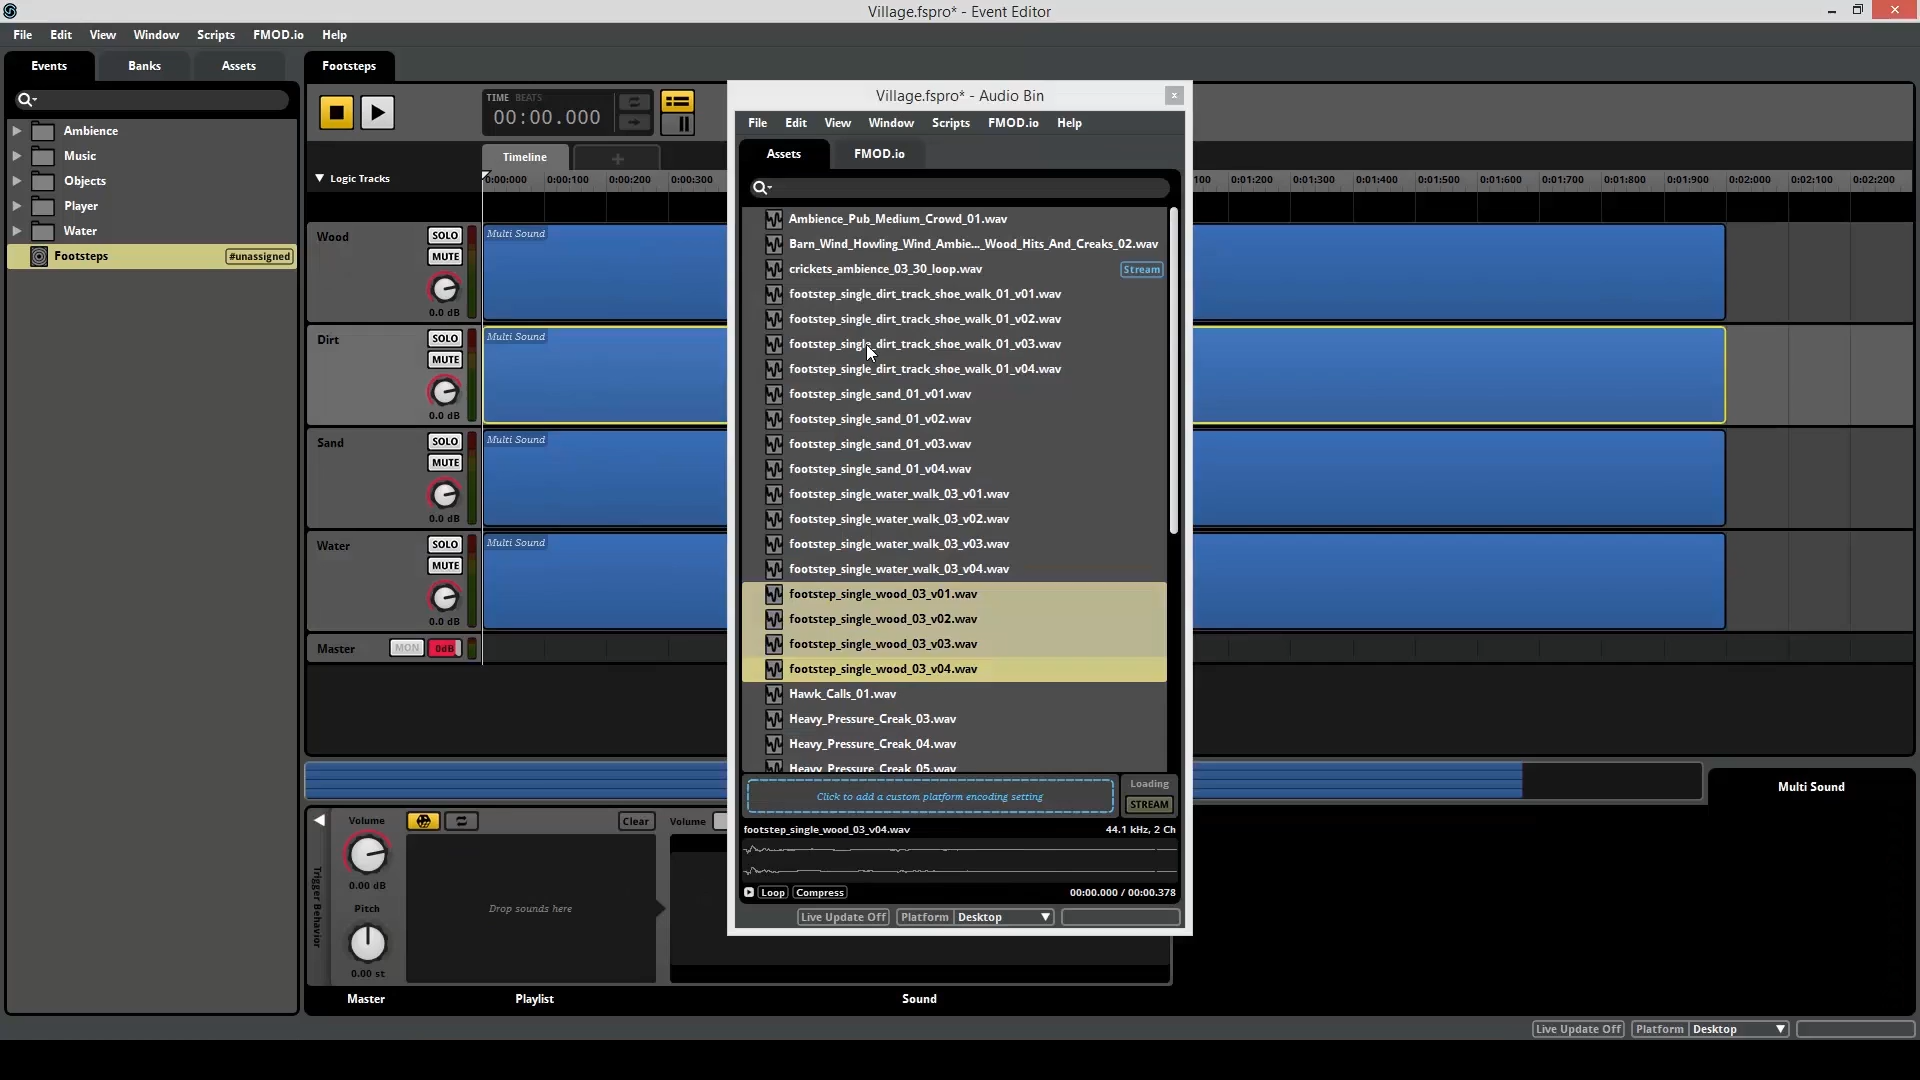 Village.fspro* - Event Editor
File Edit View Window Scripts FMOD.io Help
Events Banks Assets
Footsteps
TIME BEATS
00:00.000
Timeline
Logic Tracks
0:00:000 0:00:100 0:00:200 0:00:300
100 0:01:200 0:01:300 0:01:400 0:01:500 0:01:600 0:01:700 0:01:800 0:01:900 0:02:000 0:02:100 0:02:200
Ambience
Music
Objects
Player
Water
Footsteps #unassigned
Wood SOLO MUTE 0.0 dB Multi Sound
Dirt SOLO MUTE 0.0 dB Multi Sound
Sand SOLO MUTE 0.0 dB Multi Sound
Water SOLO MUTE 0.0 dB Multi Sound
Master MON 0dB
Village.fspro* - Audio Bin
File Edit View Window Scripts FMOD.io Help
Assets FMOD.io
Ambience_Pub_Medium_Crowd_01.wav
Barn_Wind_Howling_Wind_Ambie..._Wood_Hits_And_Creaks_02.wav
crickets_ambience_03_30_loop.wav Stream
footstep_single_dirt_track_shoe_walk_01_v01.wav
footstep_single_dirt_track_shoe_walk_01_v02.wav
footstep_single_dirt_track_shoe_walk_01_v03.wav
footstep_single_dirt_track_shoe_walk_01_v04.wav
footstep_single_sand_01_v01.wav
footstep_single_sand_01_v02.wav
footstep_single_sand_01_v03.wav
footstep_single_sand_01_v04.wav
footstep_single_water_walk_03_v01.wav
footstep_single_water_walk_03_v02.wav
footstep_single_water_walk_03_v03.wav
footstep_single_water_walk_03_v04.wav
footstep_single_wood_03_v01.wav
footstep_single_wood_03_v02.wav
footstep_single_wood_03_v03.wav
footstep_single_wood_03_v04.wav
Hawk_Calls_01.wav
Heavy_Pressure_Creak_03.wav
Heavy_Pressure_Creak_04.wav
Heavy_Pressure_Creak_05.wav
Click to add a custom platform encoding setting
Loading
STREAM
footstep_single_wood_03_v04.wav 44.1 kHz, 2 Ch
Loop Compress 00:00.000 / 00:00.378
Live Update Off Platform Desktop
Multi Sound
Trigger Behavior
Volume
0.00 dB
Pitch
0.00 st
Clear
Drop sounds here
Volume
Master Playlist Sound
Live Update Off Platform Desktop